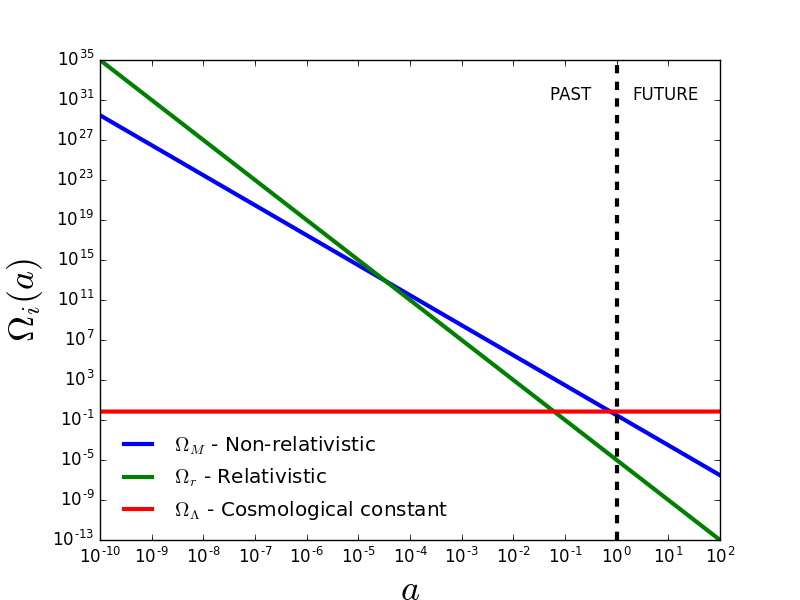 10^35
10^31
PAST FUTURE
10^27
10^23
10^19
10^15
Ω_i(a)
10^11
10^7
10^3
10^-1
Ω_M - Non-relativistic
10^-5
Ω_r - Relativistic
10^-9
Ω_Λ - Cosmological constant
10^-13
10^-10 10^-9 10^-8 10^-7 10^-6 10^-5 10^-4 10^-3 10^-2 10^-1 10^0 10^1 10^2
a